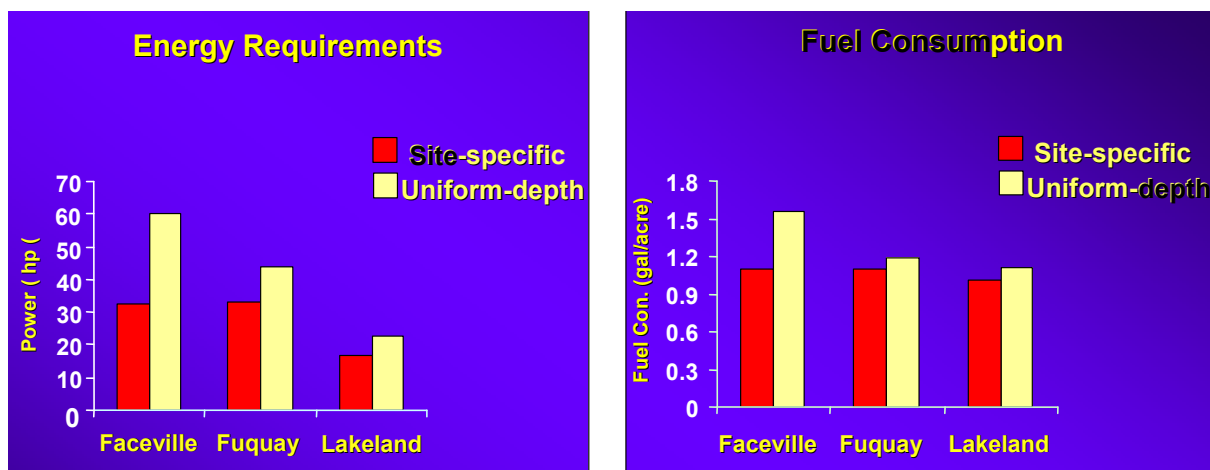 Energy Requirements
Site-specific
Uniform-depth
70
60
50
40
30
20
10
0
Power ( hp (
Faceville Fuquay Lakeland
Fuel Consumption
Site-specific
Uniform-depth
1.8
1.5
1.2
0.9
0.6
0.3
0
Fuel Con. (gal/acre)
Faceville Fuquay Lakeland